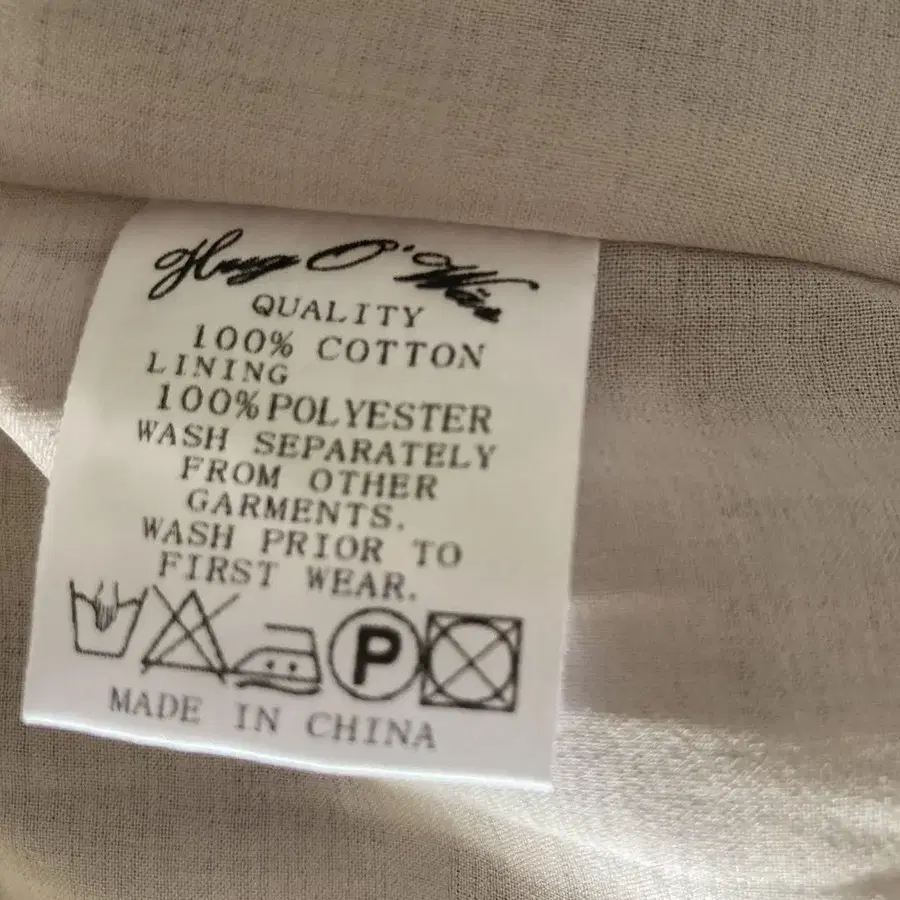 QUALITY
100% COTTON
LINING
100% POLYESTER
WASH SEPARATELY
FROM OTHER
GARMENTS.
WASH PRIOR TO
FIRST WEAR.
P
MADE IN CHINA